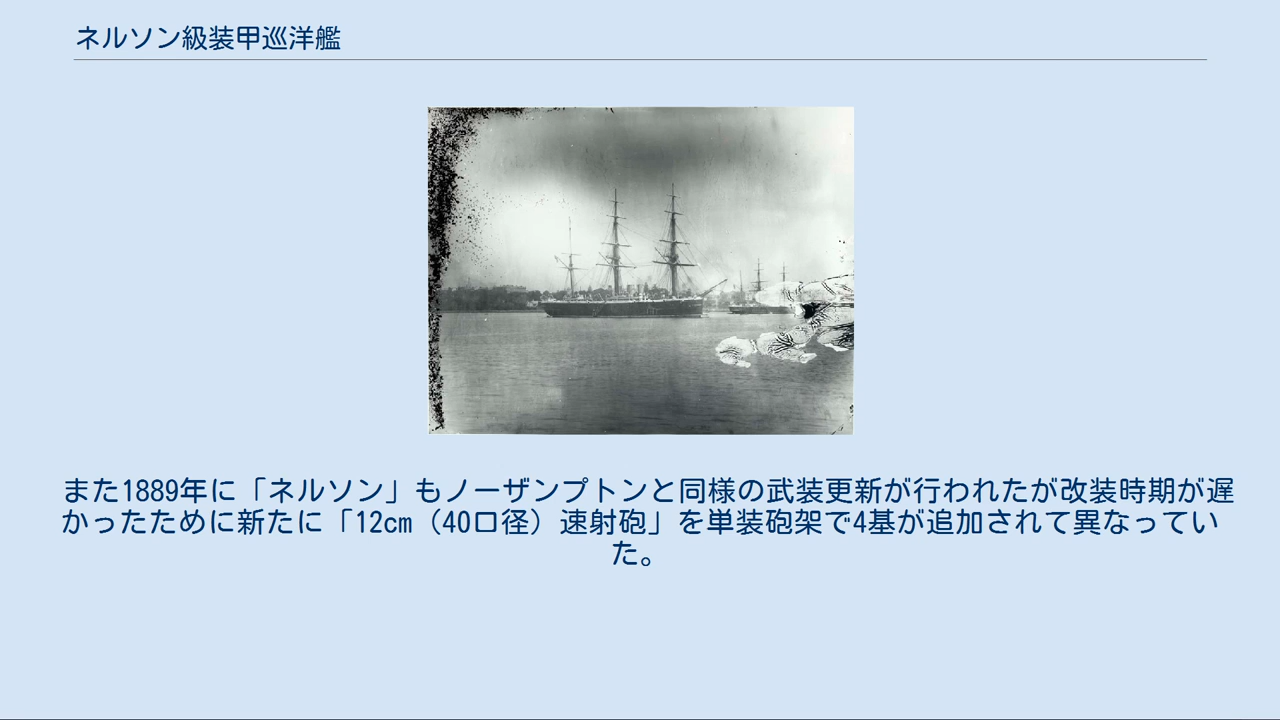 ネルソン級装甲巡洋艦
また1889年に「ネルソン」もノーザンプトンと同様の武装更新が行われたが改装時期が遅
かったために新たに「12cm（40口径）速射砲」を単装砲架で4基が追加されて異なってい
た。